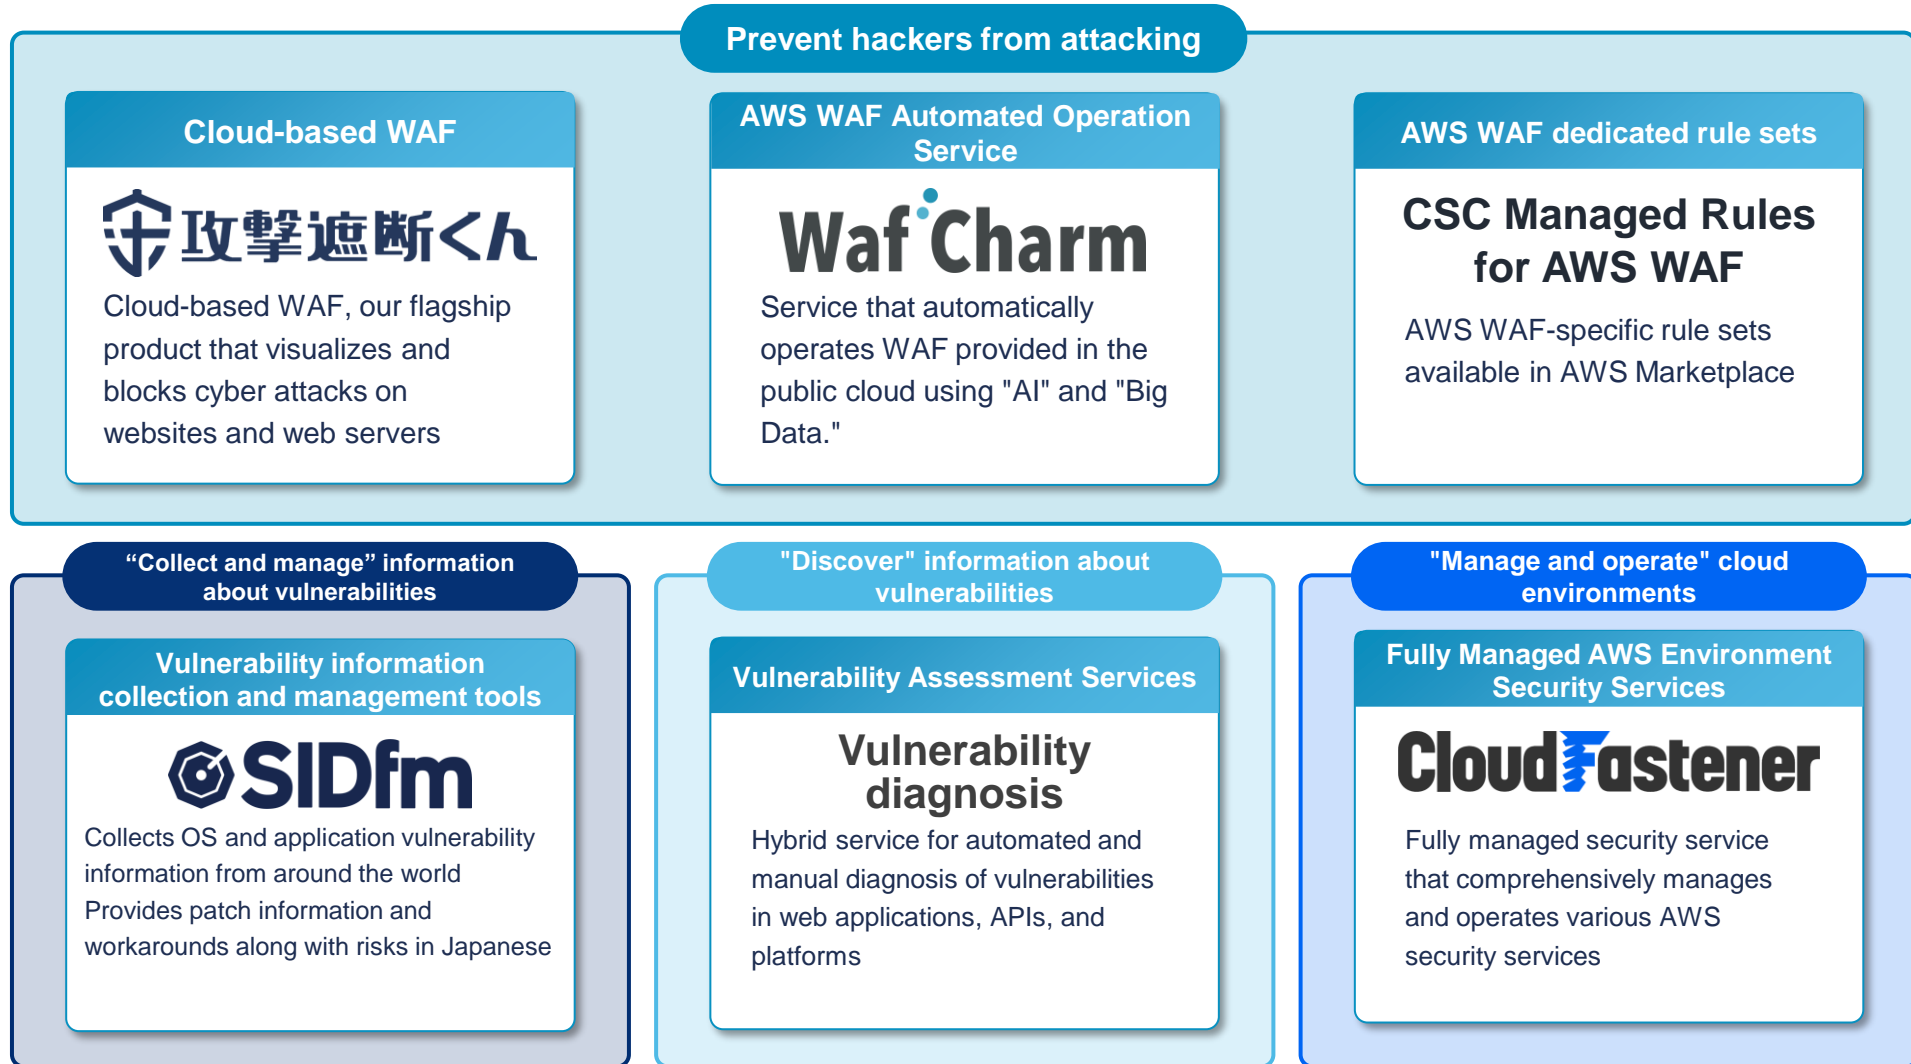 Prevent hackers from attacking
Cloud-based WAF
攻撃遮断くん
Cloud-based WAF, our flagship
product that visualizes and
blocks cyber attacks on
websites and web servers
AWS WAF Automated Operation
Service
WafCharm
Service that automatically
operates WAF provided in the
public cloud using "AI" and "Big
Data."
AWS WAF dedicated rule sets
CSC Managed Rules
for AWS WAF
AWS WAF-specific rule sets
available in AWS Marketplace
“Collect and manage” information
about vulnerabilities
Vulnerability information
collection and management tools
SIDfm
Collects OS and application vulnerability
information from around the world
Provides patch information and
workarounds along with risks in Japanese
"Discover" information about
vulnerabilities
Vulnerability Assessment Services
Vulnerability
diagnosis
Hybrid service for automated and
manual diagnosis of vulnerabilities
in web applications, APIs, and
platforms
"Manage and operate" cloud
environments
Fully Managed AWS Environment
Security Services
CloudFastener
Fully managed security service
that comprehensively manages
and operates various AWS
security services